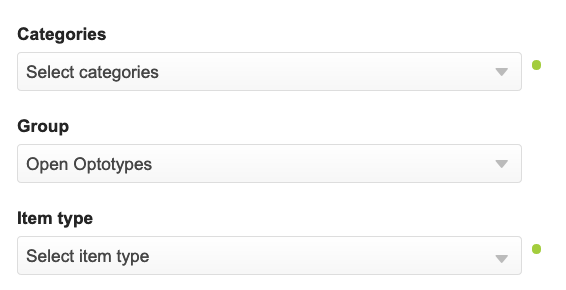 Categories
Select categories
Group
Open Optotypes
Item type
Select item type